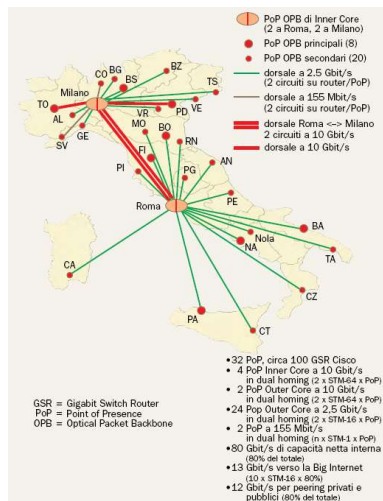 PoP OPB di Inner Core
(2 a Roma, 2 a Milano)
PoP OPB principali (8)
PoP OPB secondari (20)
dorsale a 2.5 Gbit/s
(2 circuiti su router/PoP)
dorsale a 155 Mbit/s
(2 circuiti su router/PoP)
dorsale Roma <-> Milano
2 circuiti a 10 Gbit/s
dorsale a 10 Gbit/s
BZ
BG
CO
BS
Milano
TS
TO
VE
PD
VR
AL
MO
BO
GE
RN
SV
FI
AN
PI
PG
PE
Roma
BA
Nola
NA
TA
CA
CZ
PA
CT
•32 PoP, circa 100 GSR Cisco
• 4 PoP Inner Core a 10 Gbit/s
in dual homing (2 x STM-64 x PoP)
• 2 PoP Outer Core a 10 Gbit/s
in dual homing (2 x STM-64 x PoP)
•24 Pop Outer Core a 2,5 Gbit/s
in dual homing (2 x STM-16 x PoP)
• 2 PoP a 155 Mbit/s
in dual homing (n x STM-1 x PoP)
•80 Gbit/s di capacità netta interna
(80% del totale)
•13 Gbit/s verso la Big Internet
(10 x STM-16 x 80%)
•12 Gbit/s per peering privati e
pubblici (80% del totale)
GSR = Gigabit Switch Router
PoP = Point of Presence
OPB = Optical Packet Backbone